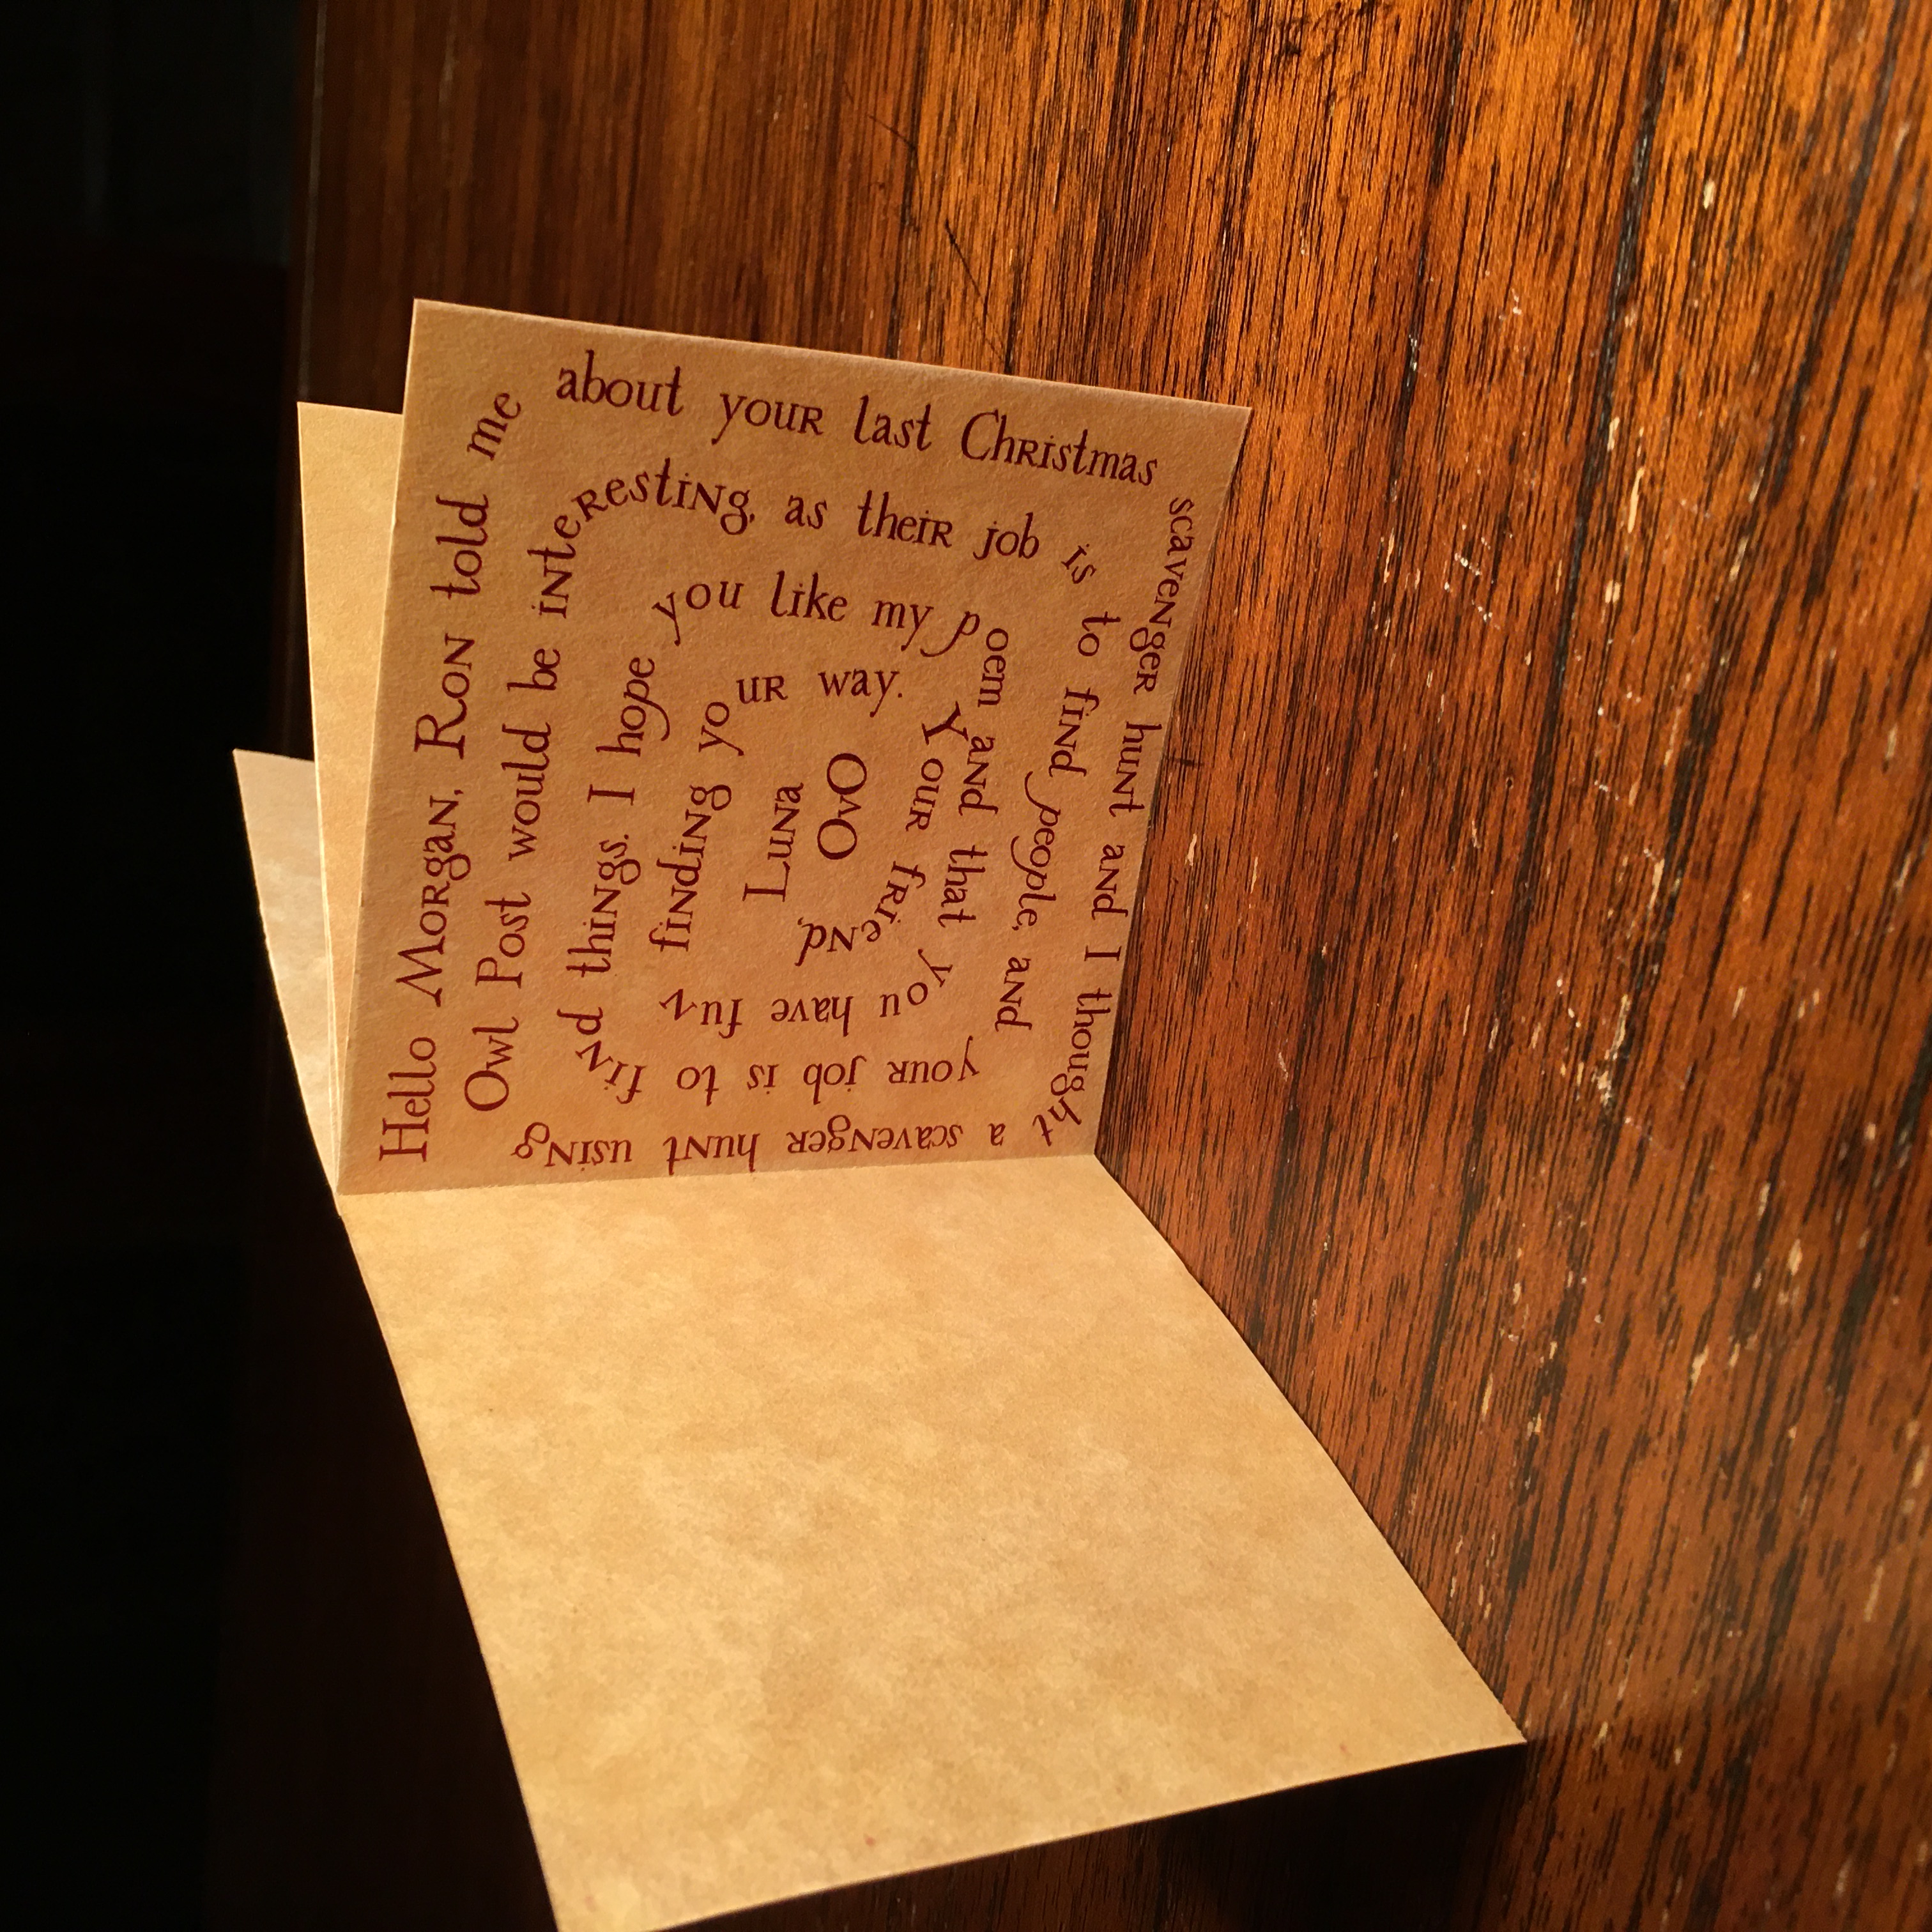 Hello Morgan, Ron told me
about your last Christmas
scavenger hunt and I thought
a scavenger hunt using
Owl Post would be interesting,
as their job is
to find people, and
your job is to find things. I hope
you like my poem and that you have fun
finding your way.
Your friend,
Luna
OvO